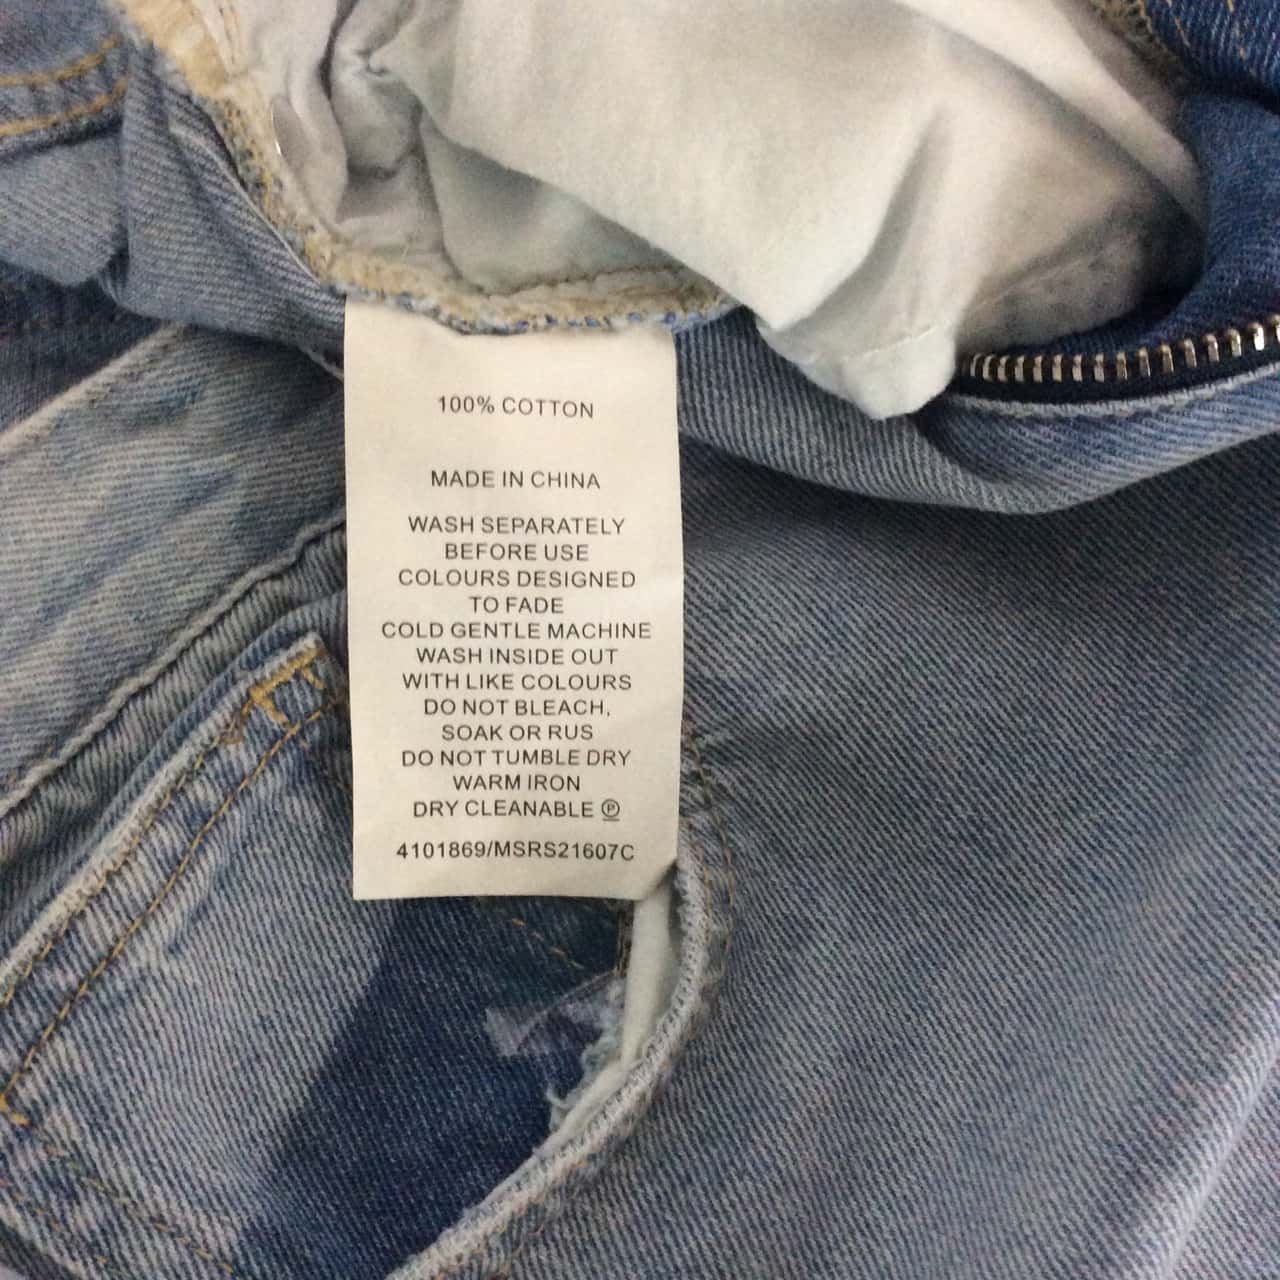 100% COTTON
MADE IN CHINA
WASH SEPARATELY
BEFORE USE
COLOURS DESIGNED
TO FADE
COLD GENTLE MACHINE
WASH INSIDE OUT
WITH LIKE COLOURS
DO NOT BLEACH,
SOAK OR RUS
DO NOT TUMBLE DRY
WARM IRON
DRY CLEANABLE Ⓟ
4101869/MSRS21607C